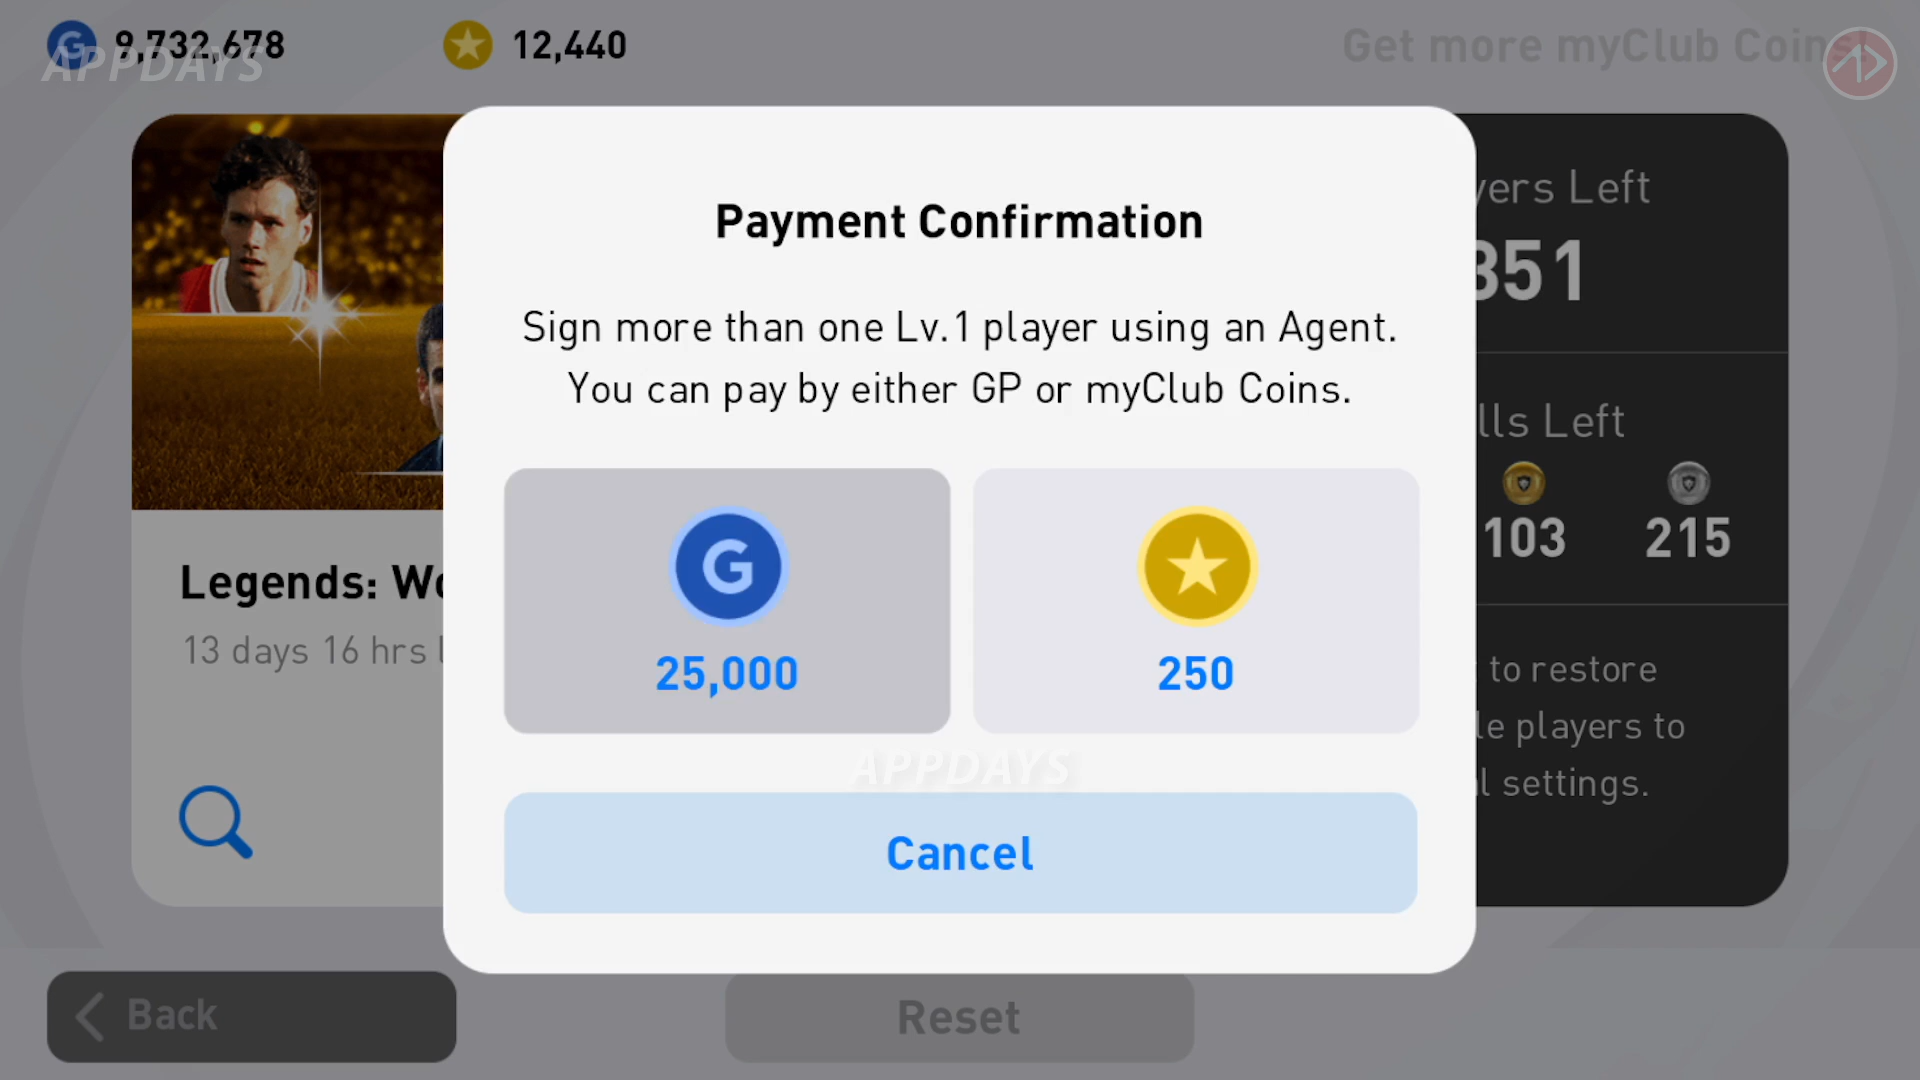 9,732,678
12,440
Get more myClub Coins
APPDAYS
Payment Confirmation
Sign more than one Lv.1 player using an Agent.
You can pay by either GP or myClub Coins.
G
25,000
250
APPDAYS
Cancel
Legends:
13 days 16 hrs
Left
351
Left
103
215
to restore
players to
settings.
Back
Reset